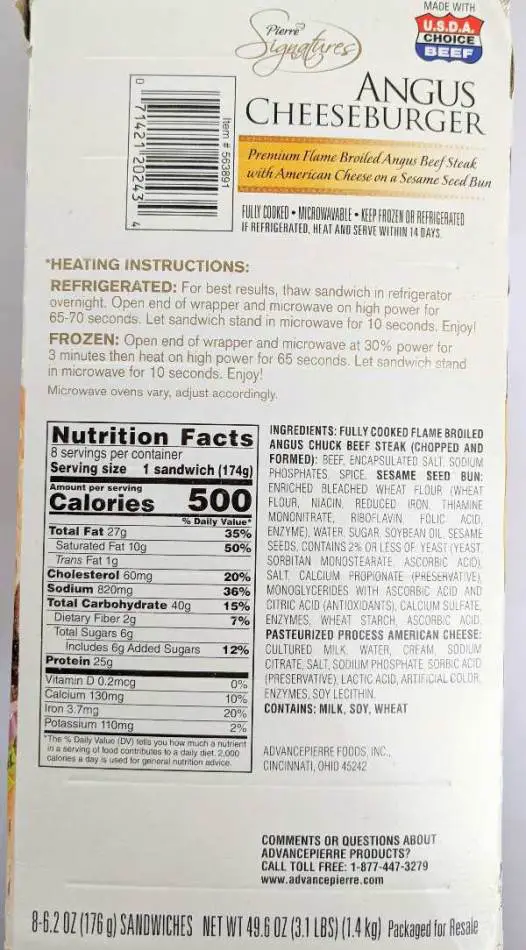 MADE WITH
U.S.D.A.
CHOICE
BEEF
Pierre
Signatures
ANGUS
CHEESEBURGER
Premium Flame Broiled Angus Beef Steak
with American Cheese on a Sesame Seed Bun
0 71421 20243 4
Item # 563891
FULLY COOKED • MICROWAVABLE • KEEP FROZEN OR REFRIGERATED
IF REFRIGERATED, HEAT AND SERVE WITHIN 14 DAYS.
*HEATING INSTRUCTIONS:
REFRIGERATED: For best results, thaw sandwich in refrigerator
overnight. Open end of wrapper and microwave on high power for
65-70 seconds. Let sandwich stand in microwave for 10 seconds. Enjoy!
FROZEN: Open end of wrapper and microwave at 30% power for
3 minutes then heat on high power for 65 seconds. Let sandwich stand
in microwave for 10 seconds. Enjoy!
Microwave ovens vary, adjust accordingly.
Nutrition Facts
8 servings per container
Serving size 1 sandwich (174g)
Amount per serving
Calories 500
% Daily Value*
Total Fat 27g 35%
Saturated Fat 10g 50%
Trans Fat 1g
Cholesterol 60mg 20%
Sodium 820mg 36%
Total Carbohydrate 40g 15%
Dietary Fiber 2g 7%
Total Sugars 6g
Includes 6g Added Sugars 12%
Protein 25g
Vitamin D 0.2mcg 0%
Calcium 130mg 10%
Iron 3.7mg 20%
Potassium 110mg 2%
*The % Daily Value (DV) tells you how much a nutrient
in a serving of food contributes to a daily diet. 2,000
calories a day is used for general nutrition advice.
INGREDIENTS: FULLY COOKED FLAME BROILED
ANGUS CHUCK BEEF STEAK (CHOPPED AND
FORMED): BEEF, ENCAPSULATED SALT, SODIUM
PHOSPHATES, SPICE. SESAME SEED BUN:
ENRICHED BLEACHED WHEAT FLOUR (WHEAT
FLOUR, NIACIN, REDUCED IRON, THIAMINE
MONONITRATE, RIBOFLAVIN, FOLIC ACID,
ENZYME), WATER, SUGAR, SOYBEAN OIL, SESAME
SEEDS, CONTAINS 2% OR LESS OF: YEAST (YEAST,
SORBITAN MONOSTEARATE, ASCORBIC ACID),
SALT, CALCIUM PROPIONATE (PRESERVATIVE),
MONOGLYCERIDES WITH ASCORBIC ACID AND
CITRIC ACID (ANTIOXIDANTS), CALCIUM SULFATE,
ENZYMES, WHEAT STARCH, ASCORBIC ACID.
PASTEURIZED PROCESS AMERICAN CHEESE:
CULTURED MILK, WATER, CREAM, SODIUM
CITRATE, SALT, SODIUM PHOSPHATE, SORBIC ACID
(PRESERVATIVE), LACTIC ACID, ARTIFICIAL COLOR,
ENZYMES, SOY LECITHIN.
CONTAINS: MILK, SOY, WHEAT
ADVANCEPIERRE FOODS, INC.,
CINCINNATI, OHIO 45242
COMMENTS OR QUESTIONS ABOUT
ADVANCEPIERRE PRODUCTS?
CALL TOLL FREE: 1-877-447-3279
www.advancepierre.com
8-6.2 OZ (176 g) SANDWICHES NET WT 49.6 OZ (3.1 LBS) (1.4 kg) Packaged for Resale